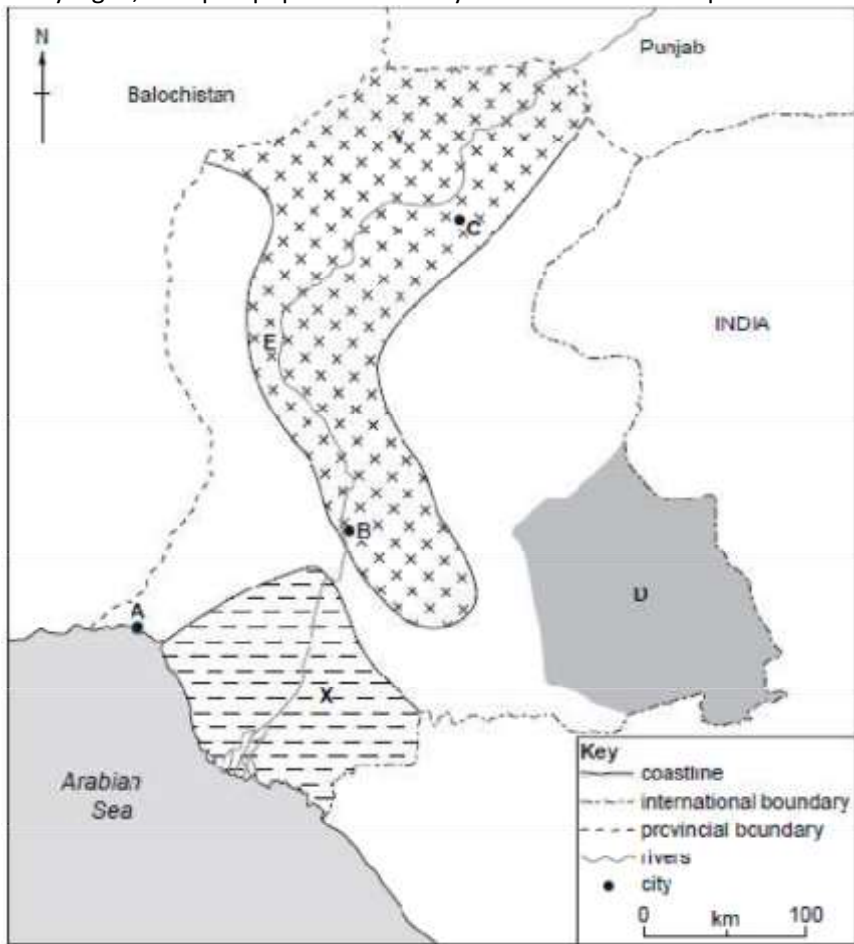 N
Punjab
Balochistan
Y
C
INDIA
E
B
D
A
X
Arabian
Sea
Key
coastline
international boundary
provincial boundary
rivers
city
0 km 100